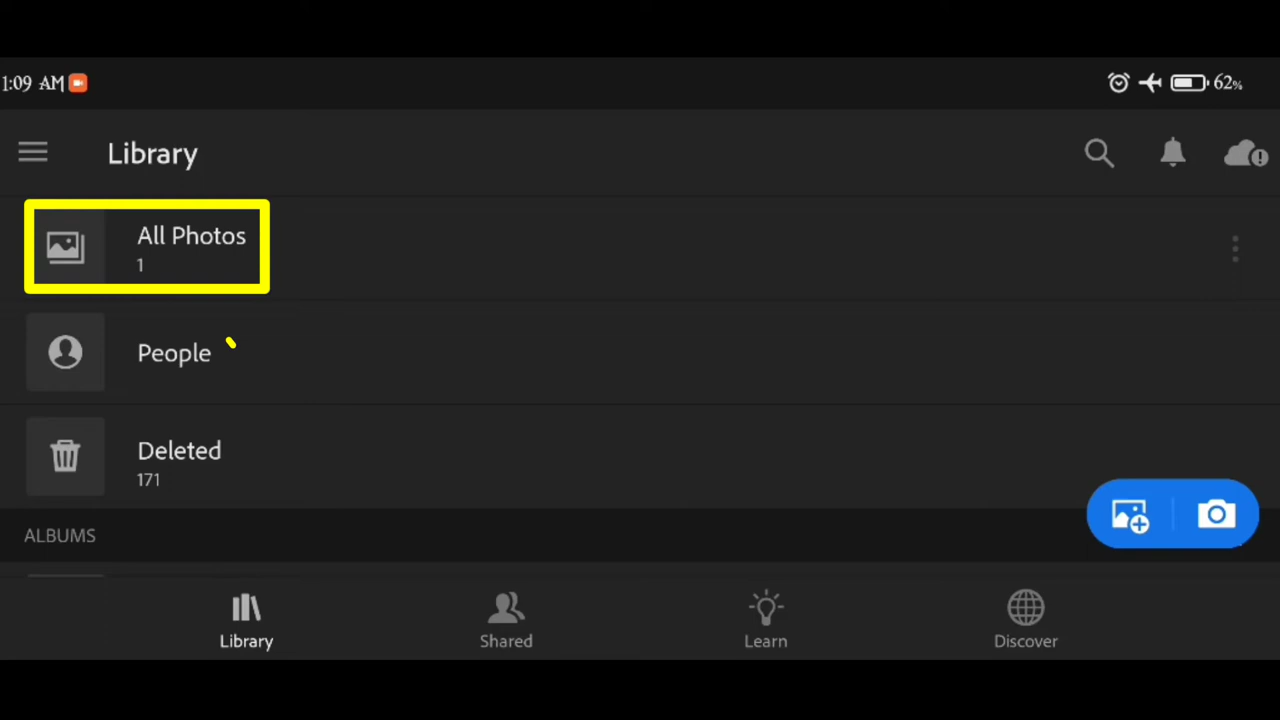 1:09 AM
62%
Library
All Photos
1
People
Deleted
171
ALBUMS
Library
Shared
Learn
Discover